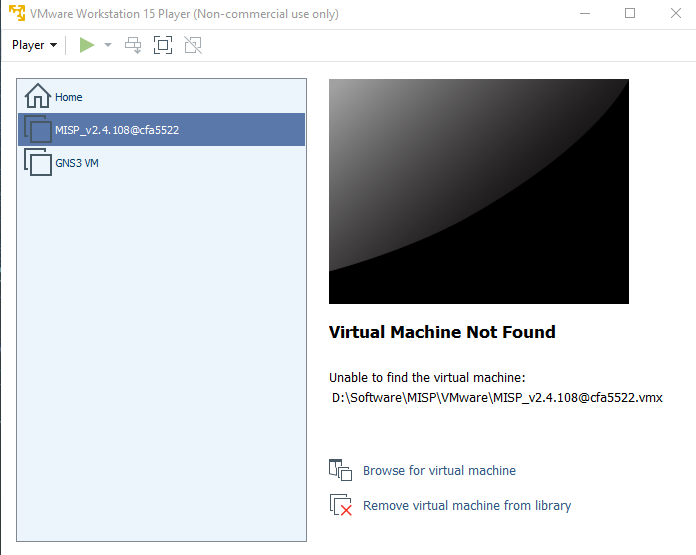 VMware Workstation 15 Player (Non-commercial use only)
Player
Home
MISP_v2.4.108@cfa5522
GNS3 VM
Virtual Machine Not Found
Unable to find the virtual machine:
D:\Software\MISP\VMware\MISP_v2.4.108@cfa5522.vmx
Browse for virtual machine
Remove virtual machine from library